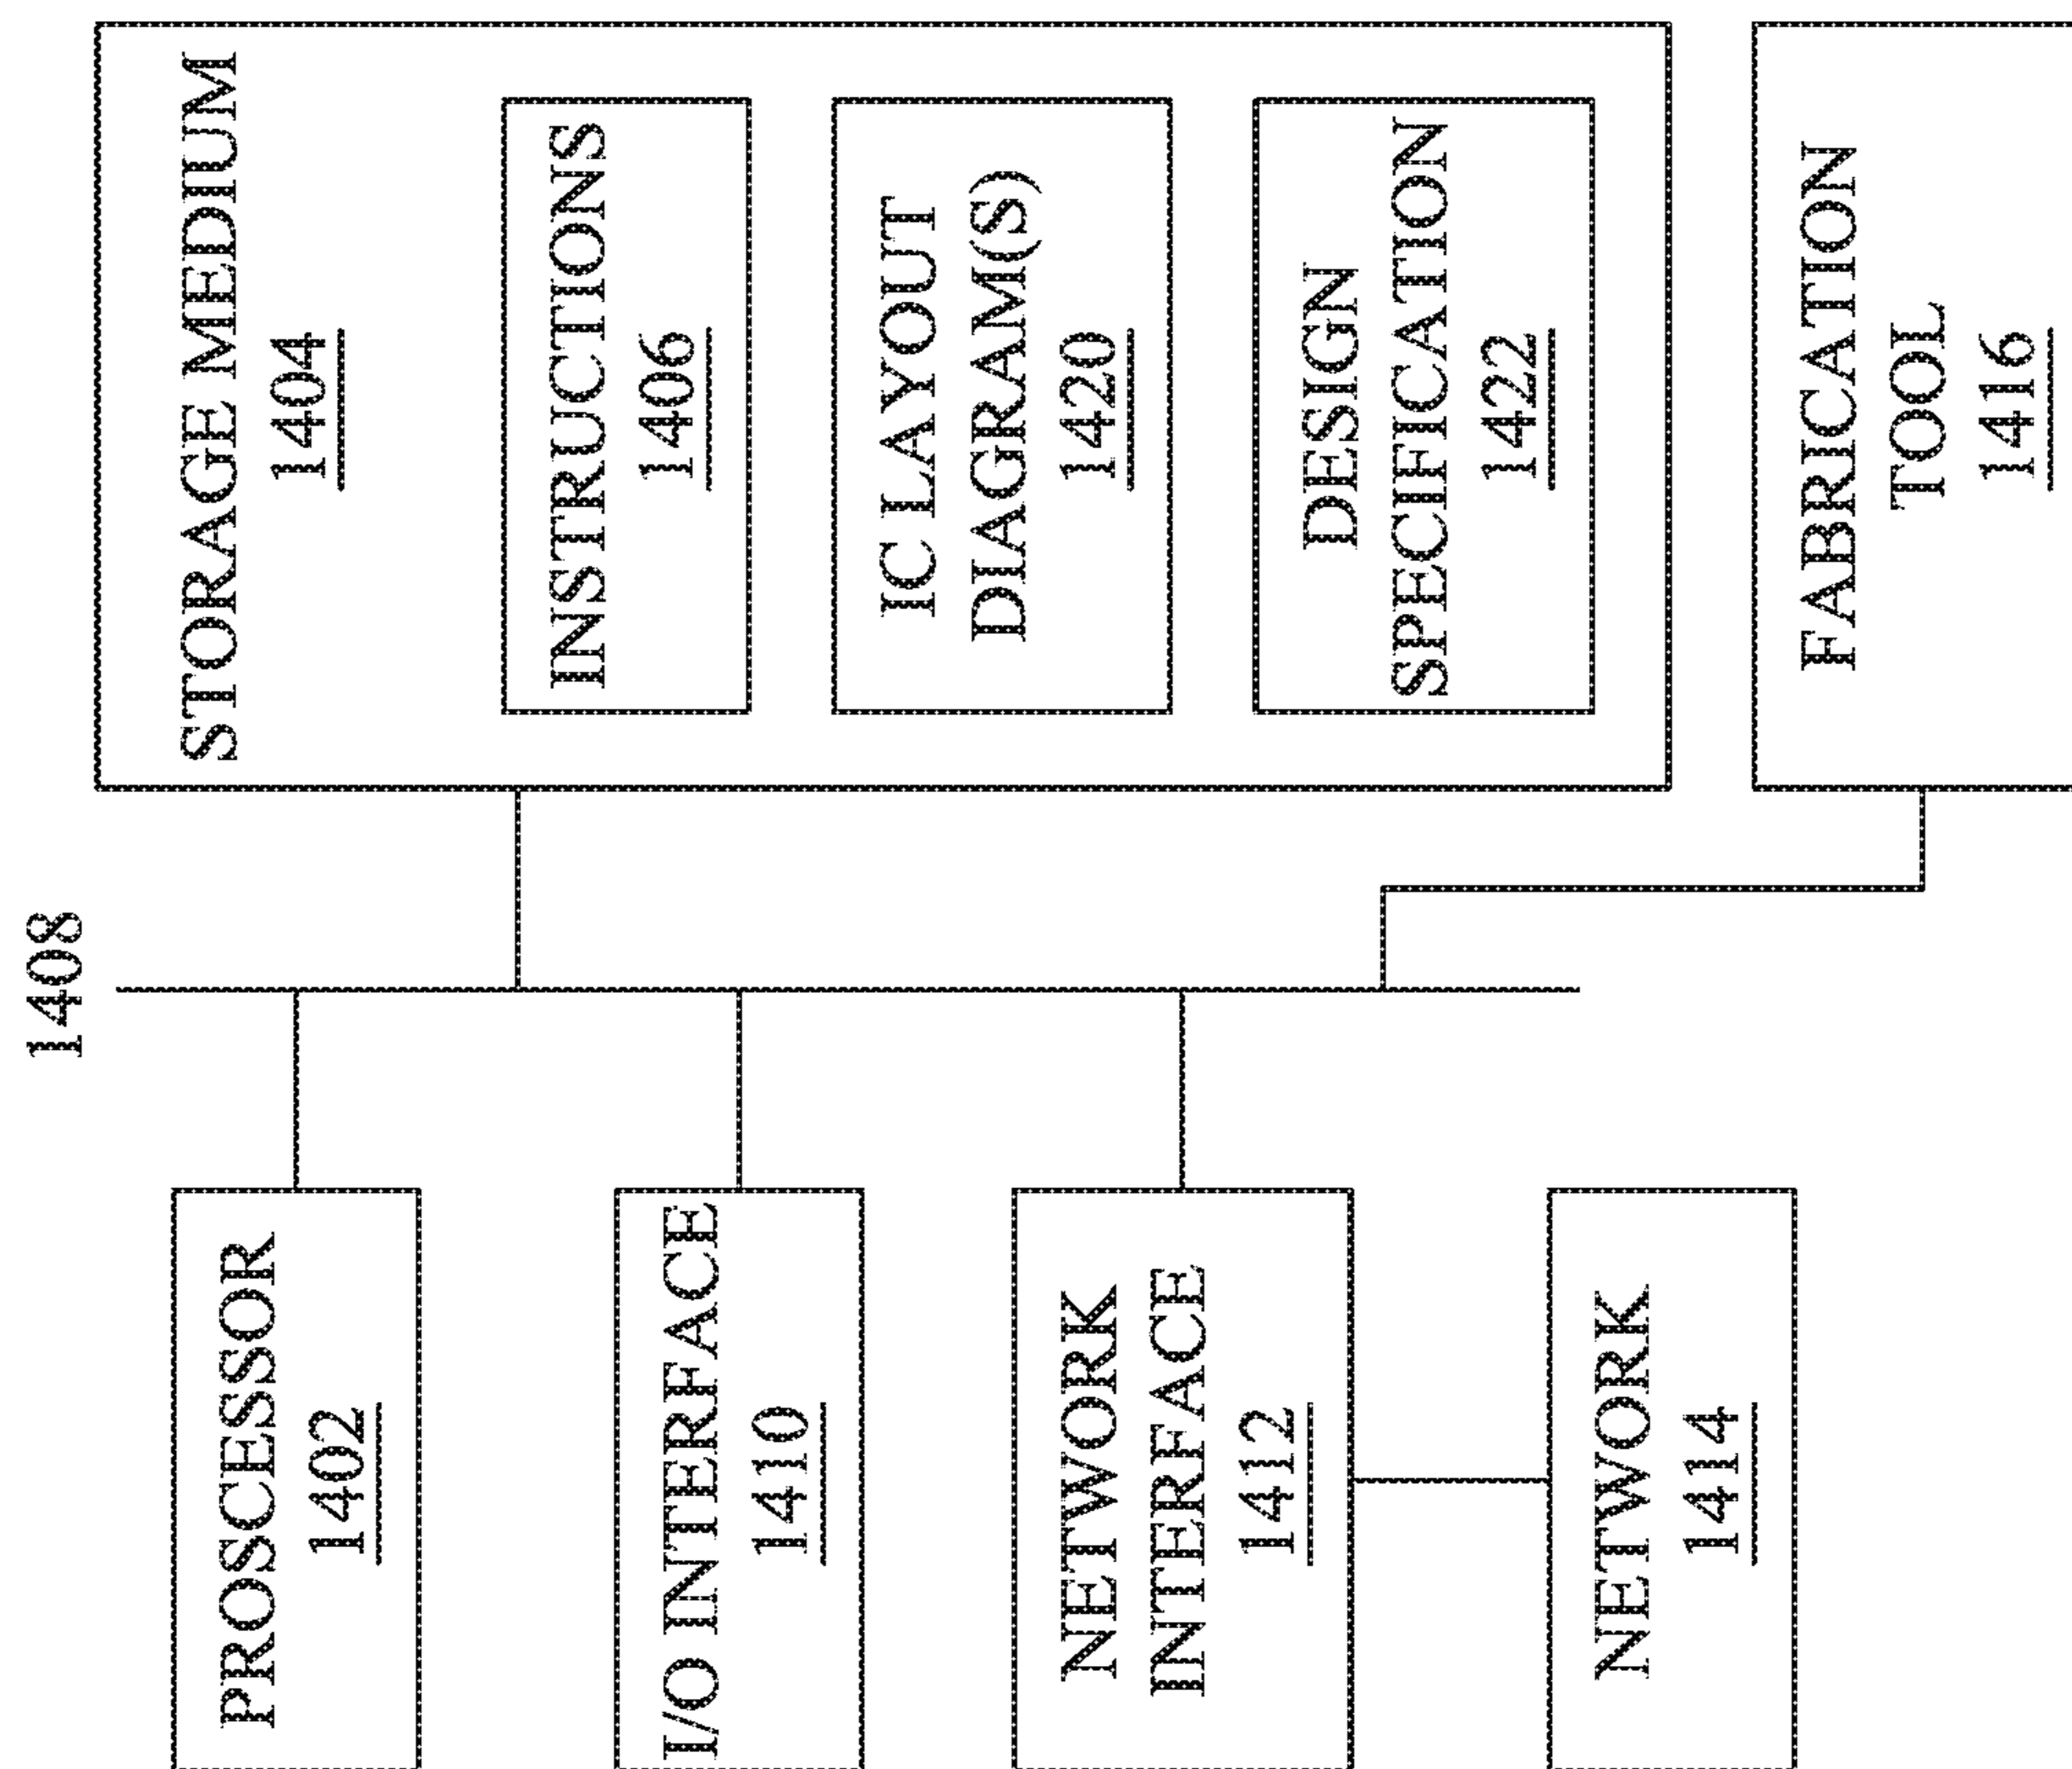 1408
PROSCESSOR
1402
I/O INTERFACE
1410
NETWORK
INTERFACE
1412
NETWORK
1414
STORAGE MEDIUM
1404
INSTRUCTIONS
1406
IC LAYOUT
DIAGRAM(S)
1420
DESIGN
SPECIFICATION
1422
FABRICATION
TOOL
1416